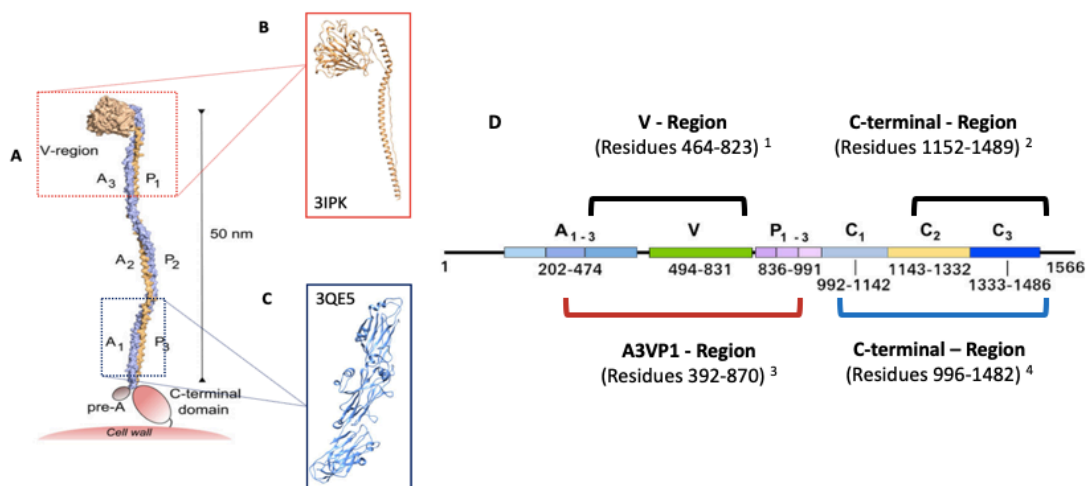 A
V-region
A3
P1
A2
P2
A1
P3
50 nm
pre-A
C-terminal
domain
Cell wall
B
3IPK
C
3QE5
D
V - Region
(Residues 464-823) 1
C-terminal - Region
(Residues 1152-1489) 2
A1 - 3
V
P1 - 3
C1
C2
C3
1
202-474
494-831
836-991
992-1142
1143-1332
1333-1486
1566
A3VP1 - Region
(Residues 392-870) 3
C-terminal – Region
(Residues 996-1482) 4